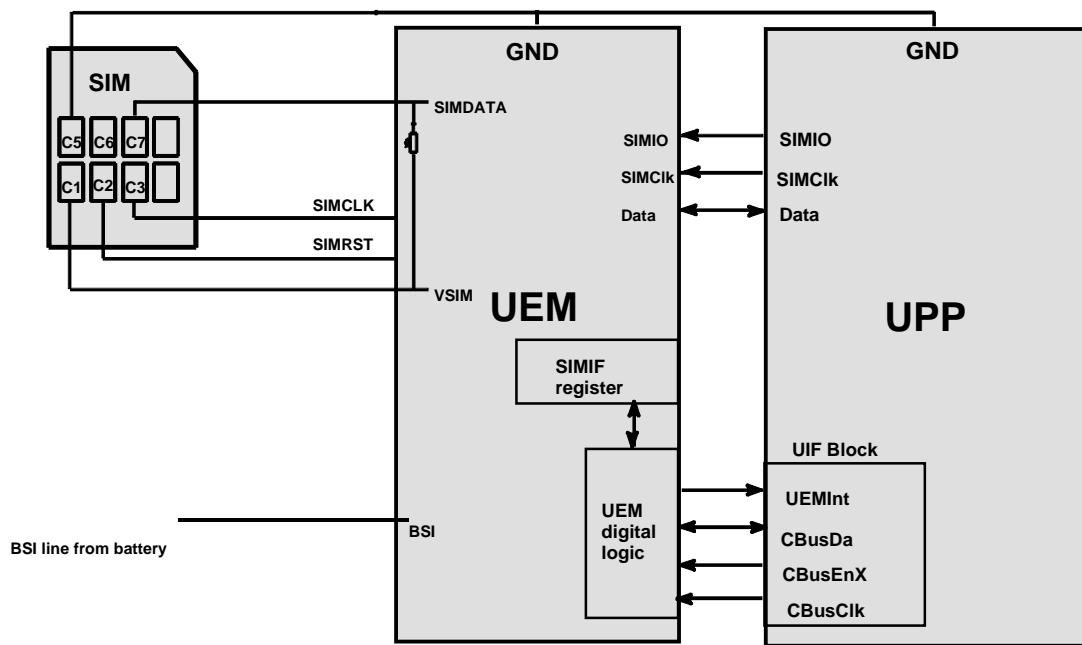 GND
GND
SIM
C5 C6 C7
C1 C2 C3
SIMDATA
SIMCLK
SIMRST
VSIM
SIMIO
SIMClk
Data
SIMIO
SIMClk
Data
UEM
UPP
SIMIF
register
UIF Block
UEM
digital
logic
UEMInt
CBusDa
CBusEnX
CBusClk
BSI
BSI line from battery